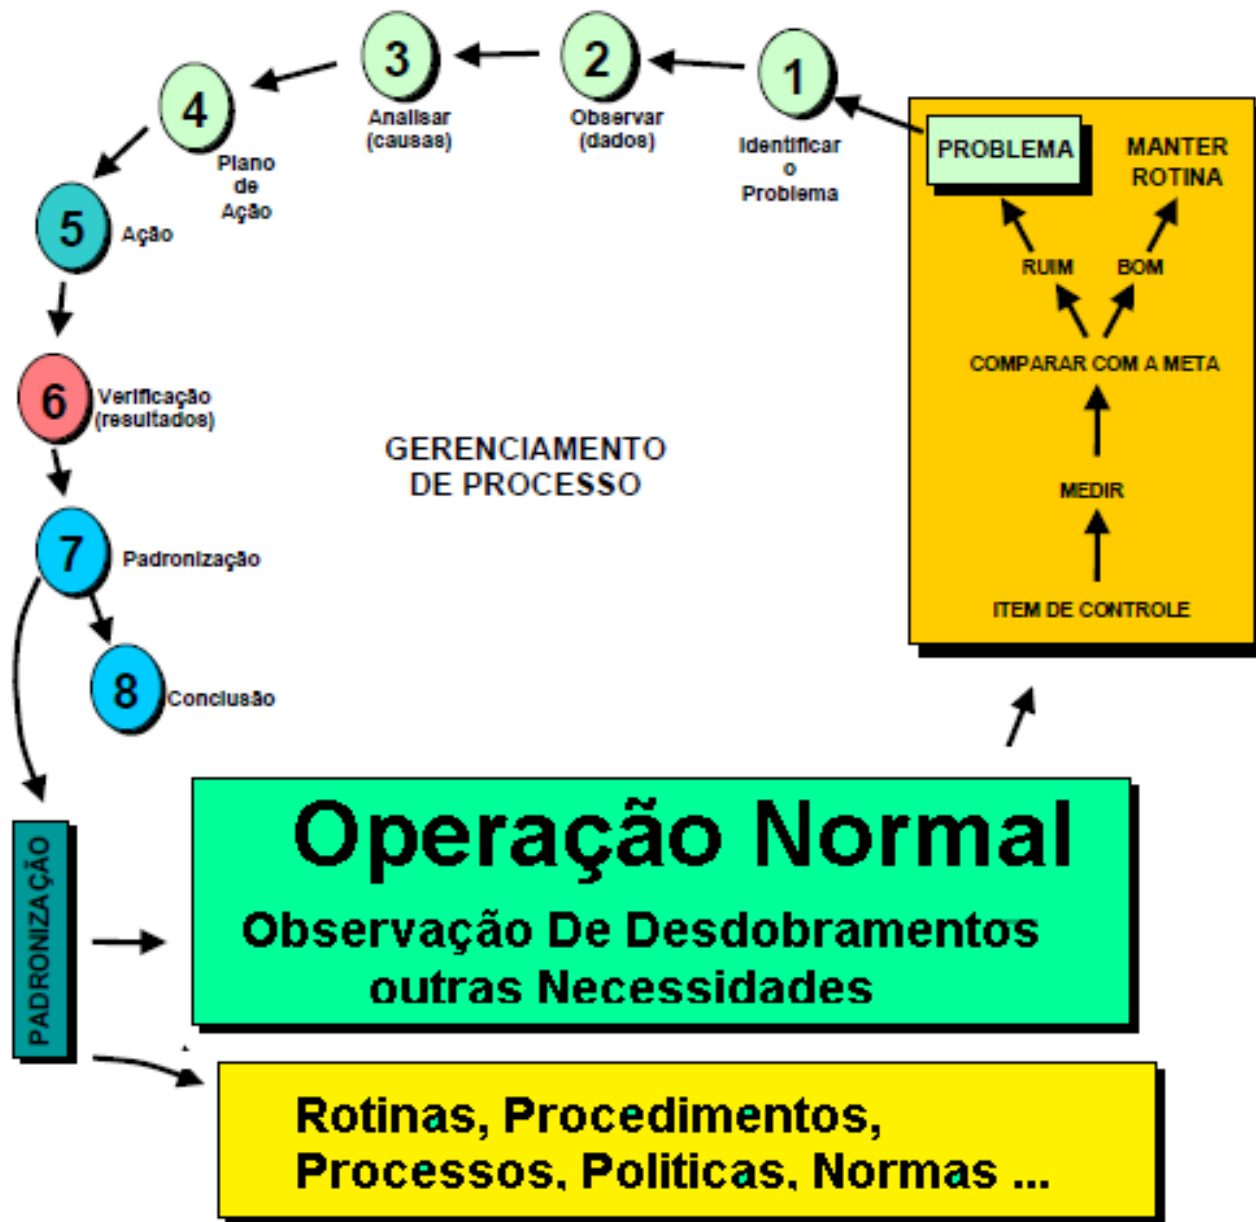 1
Identificar
o
Problema
2
Observar
(dados)
3
Analisar
(causas)
4
Plano
de
Ação
5
Ação
6
Verificação
(resultados)
7
Padronização
8
Conclusão
GERENCIAMENTO
DE PROCESSO
PROBLEMA
MANTER
ROTINA
RUIM
BOM
COMPARAR COM A META
MEDIR
ITEM DE CONTROLE
PADRONIZAÇÃO
Operação Normal
Observação De Desdobramentos
outras Necessidades
Rotinas, Procedimentos,
Processos, Politicas, Normas ...